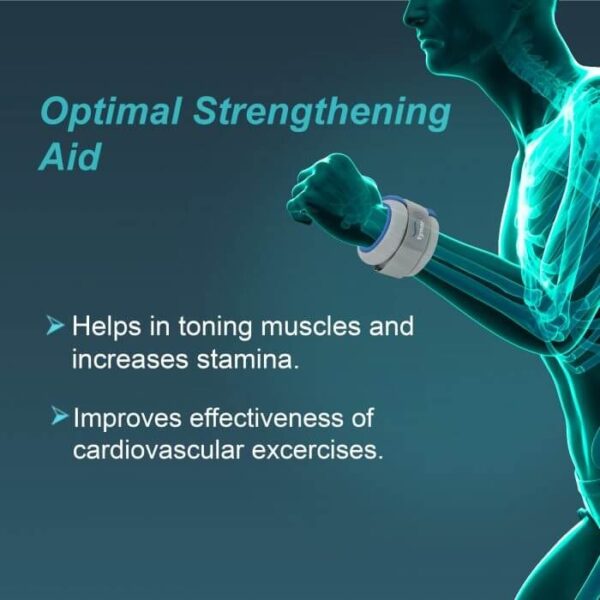 Optimal Strengthening
Aid
Helps in toning muscles and
increases stamina.
Improves effectiveness of
cardiovascular excercises.